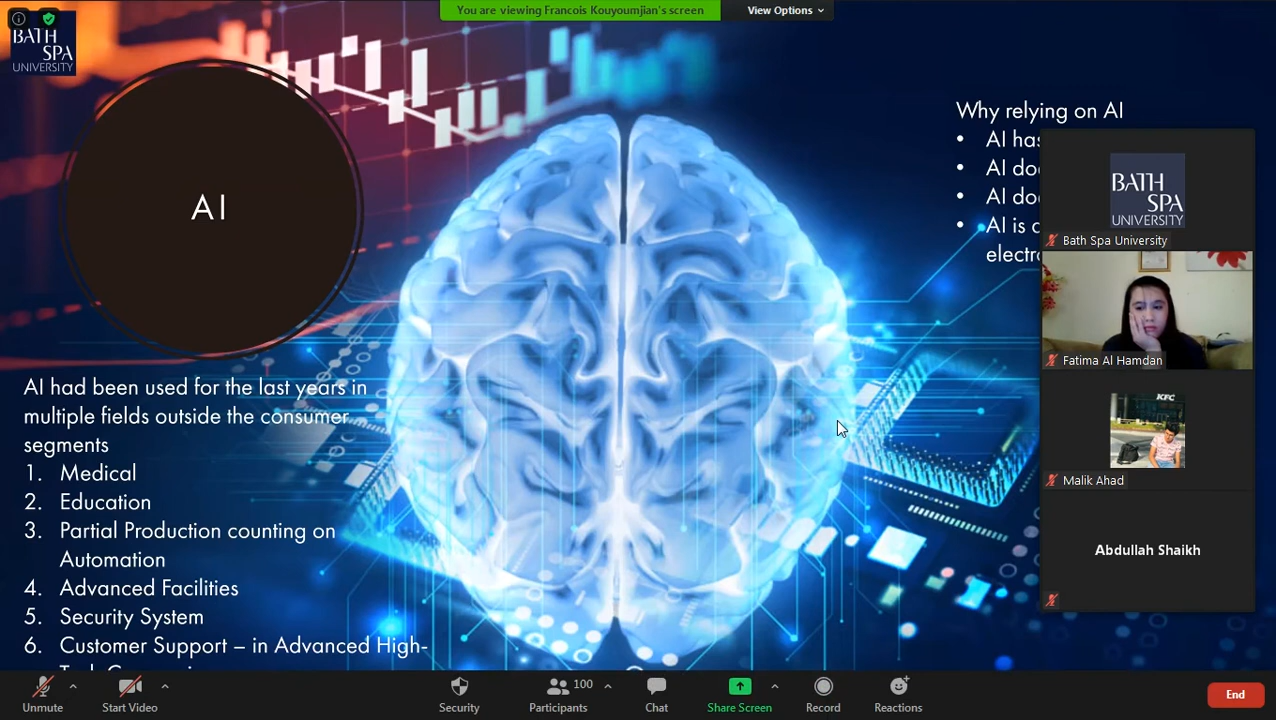 You are viewing Francois Kouyoumjian's screen
View Options
BATH
SPA
UNIVERSITY
AI
Why relying on AI
• AI has
• AI
• AI
• AI is
AI had been used for the last years in
multiple fields outside the consumer
segments
1. Medical
2. Education
3. Partial Production counting on
Automation
4. Advanced Facilities
5. Security System
6. Customer Support – in Advanced High-
BATH
SPA
UNIVERSITY
Bath Spa University
Fatima Al Hamdan
KFC
Malik Ahad
Abdullah Shaikh
Unmute
Start Video
Security
Participants
100
Chat
Share Screen
Record
Reactions
End